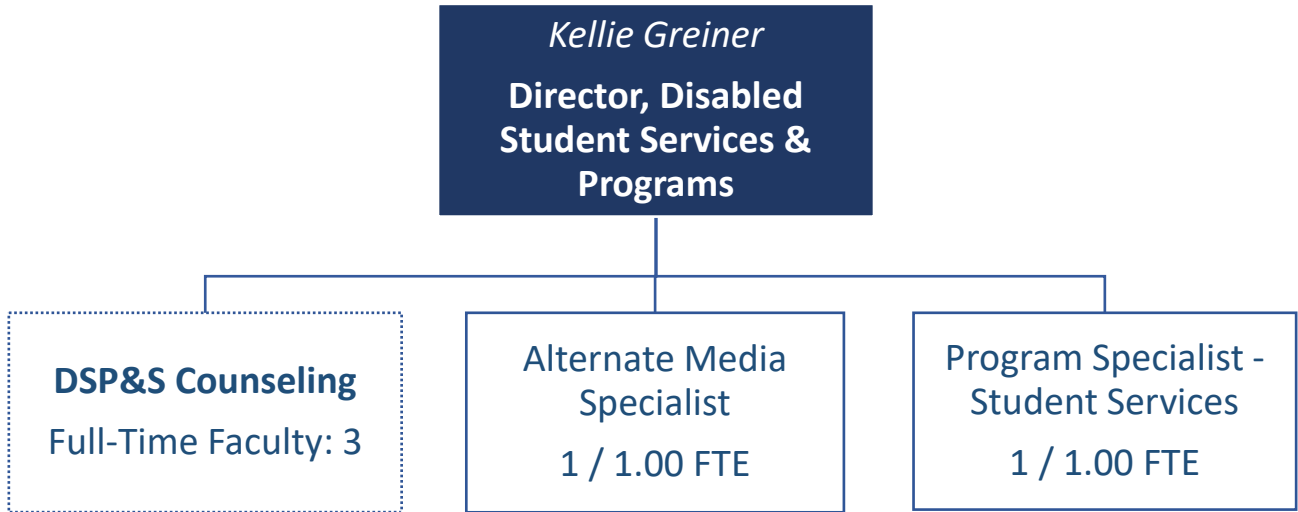 Kellie Greiner
Director, Disabled
Student Services &
Programs
DSP&S Counseling
Full-Time Faculty: 3
Alternate Media
Specialist
1 / 1.00 FTE
Program Specialist -
Student Services
1 / 1.00 FTE